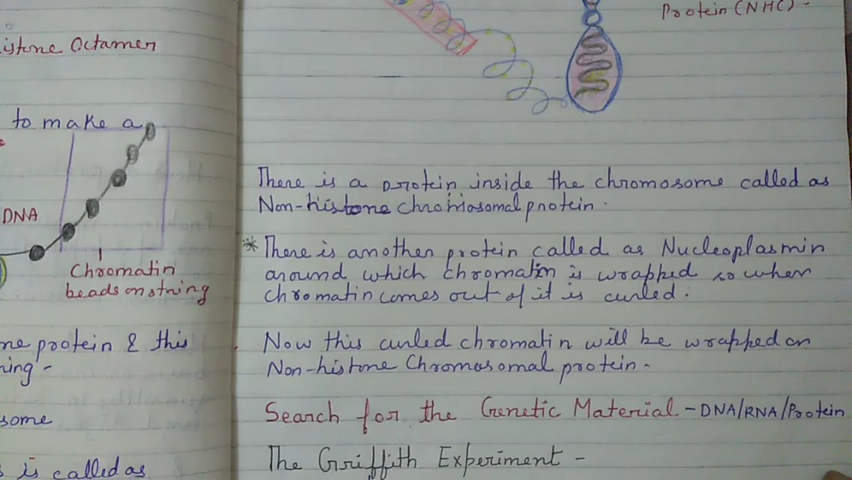 istone Octamer
to make a
DNA
Chromatin
beads on string
ne protein & this
ing-
some
s is called as
Protein (NHC)-
There is a protein inside the chromosome called as
Non-histone chromosomal protein.
* There is another protein called as Nucleoplasmin
around which chromatin is wrapped so when
chromatin comes out of it is curled.
Now this curled chromatin will be wrapped on
Non-histone Chromosomal protein.
Search for the Genetic Material - DNA/RNA/Protein
The Griffith Experiment -